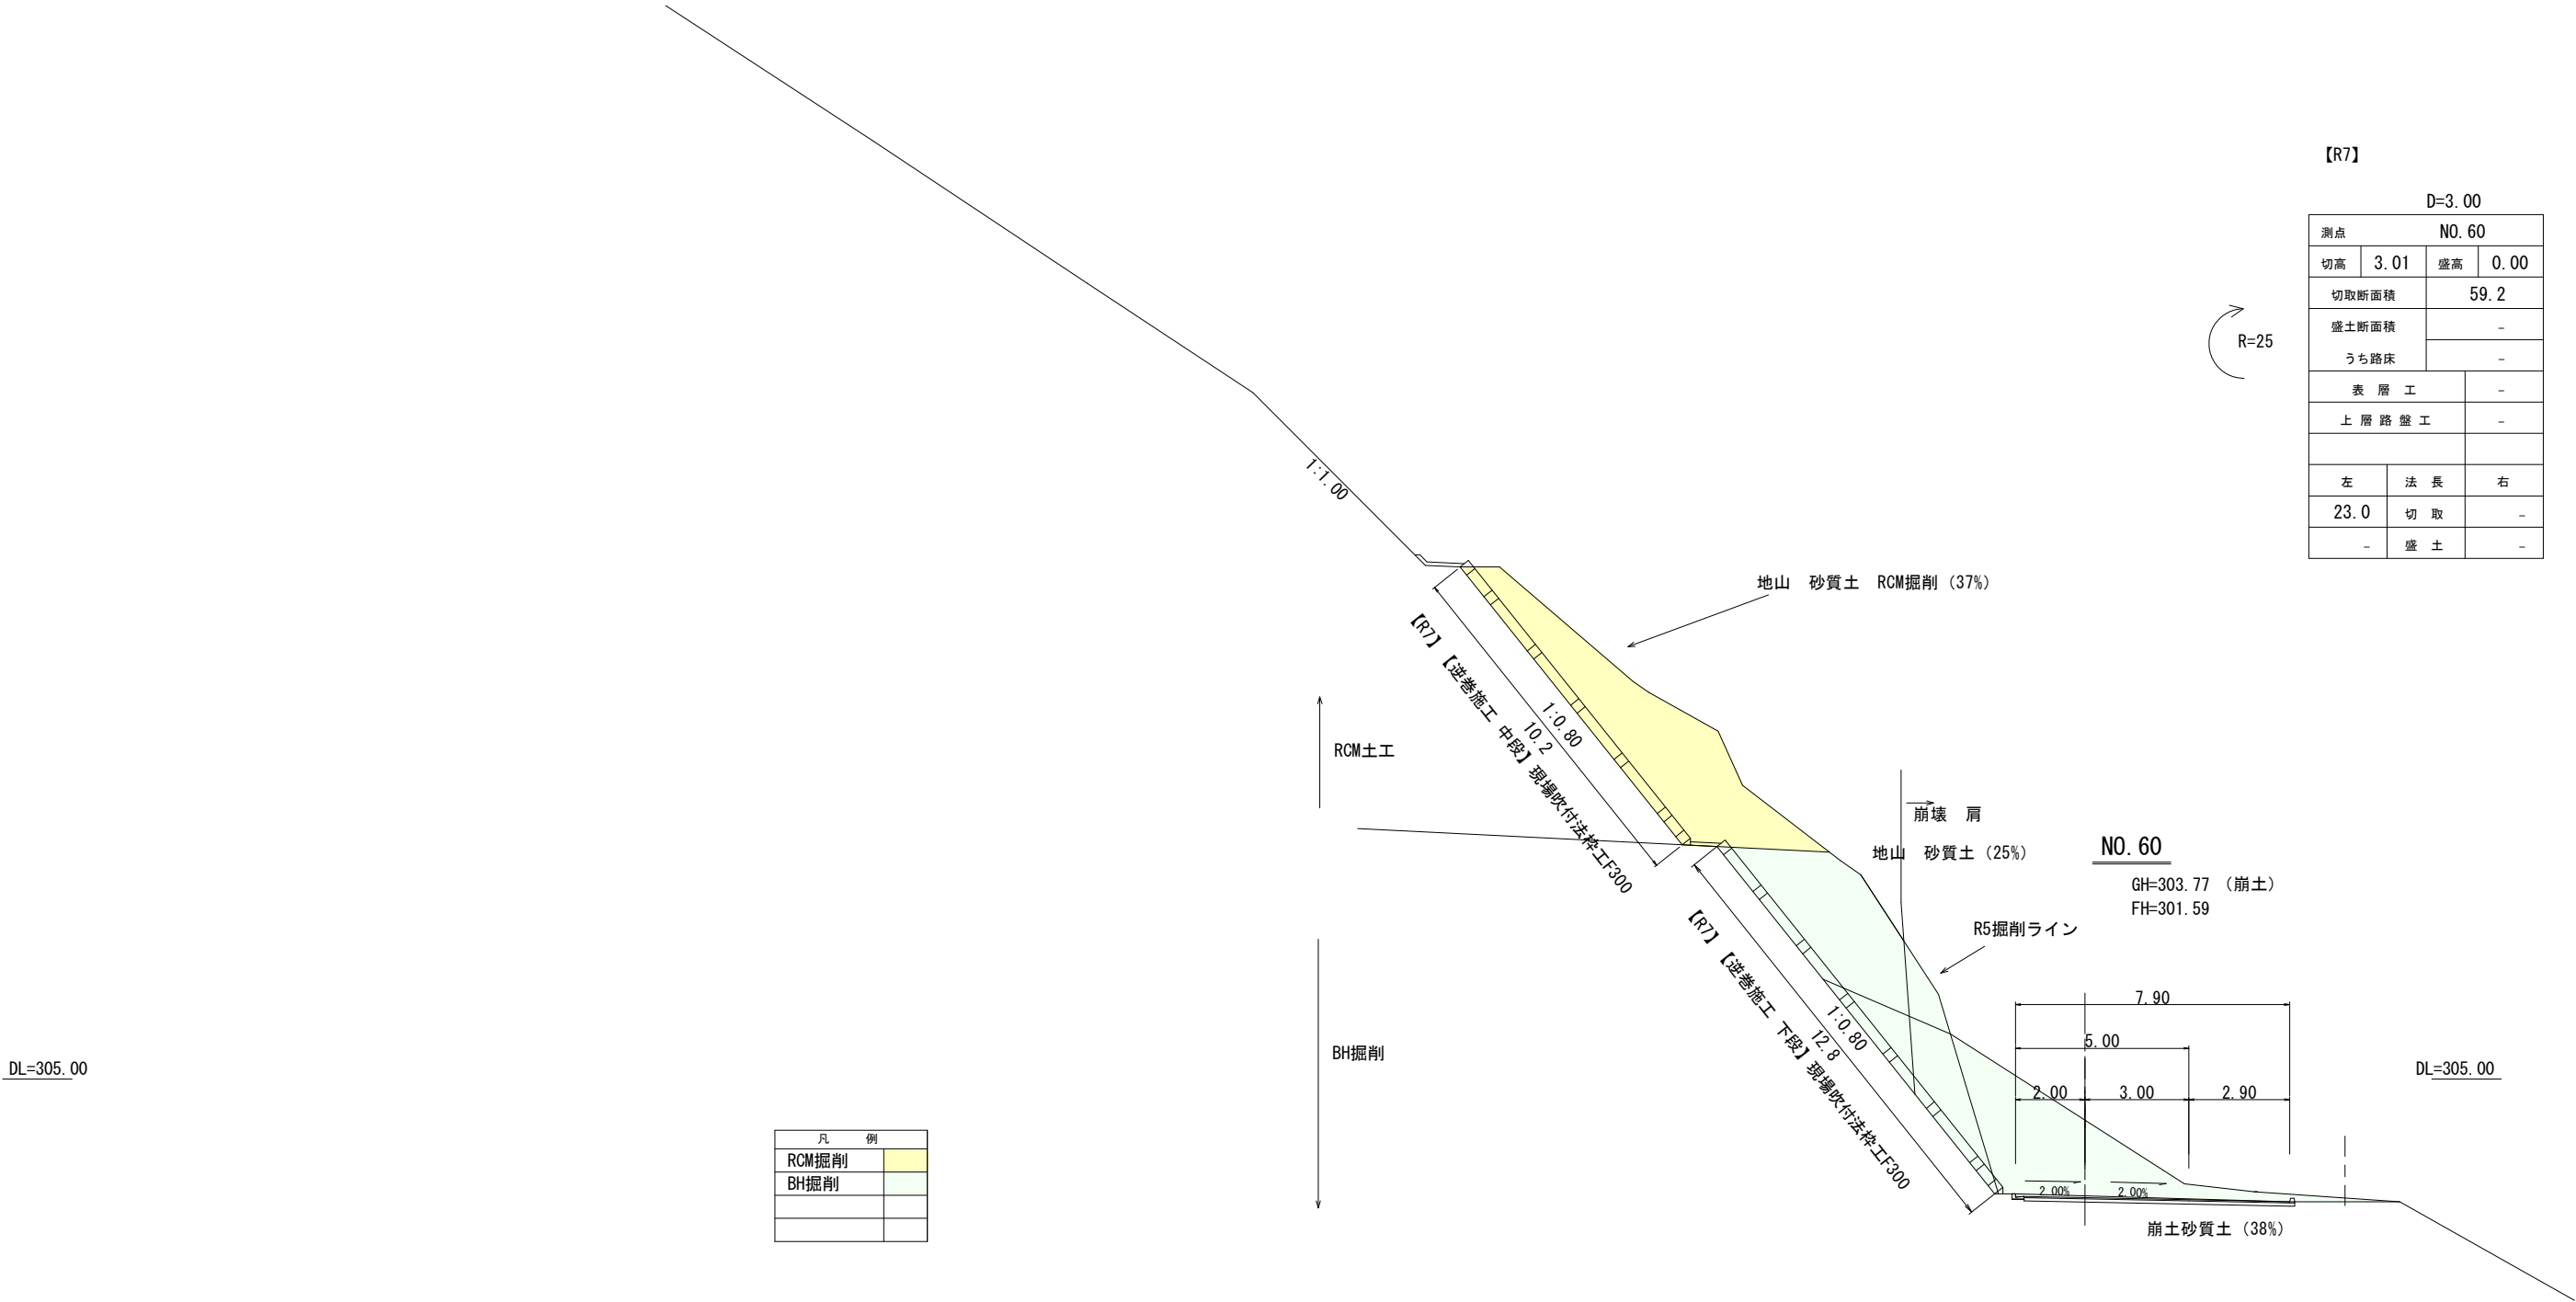 【R7】
D=3.00
測点 NO.60
切高 3.01 盛高 0.00
切取断面積 59.2
盛土断面積 -
うち路床 -
表 層 工 -
上 層 路 盤 工 -
左 法 長 右
23.0 切 取 -
- 盛 土 -
R=25
1:1.00
地山 砂質土 RCM掘削（37%）
【R7】【逆巻施工 中段】現場吹付法枠工F300
10.2
1:0.80
RCM土工
崩壊 肩
地山 砂質土（25%）
NO.60
GH=303.77 （崩土）
FH=301.59
R5掘削ライン
【R7】【逆巻施工 下段】現場吹付法枠工F300
12.8
1:0.80
BH掘削
7.90
5.00
2.00 3.00 2.90
DL=305.00
DL=305.00
2.00% 2.00%
崩土砂質土（38%）
凡 例
RCM掘削
BH掘削